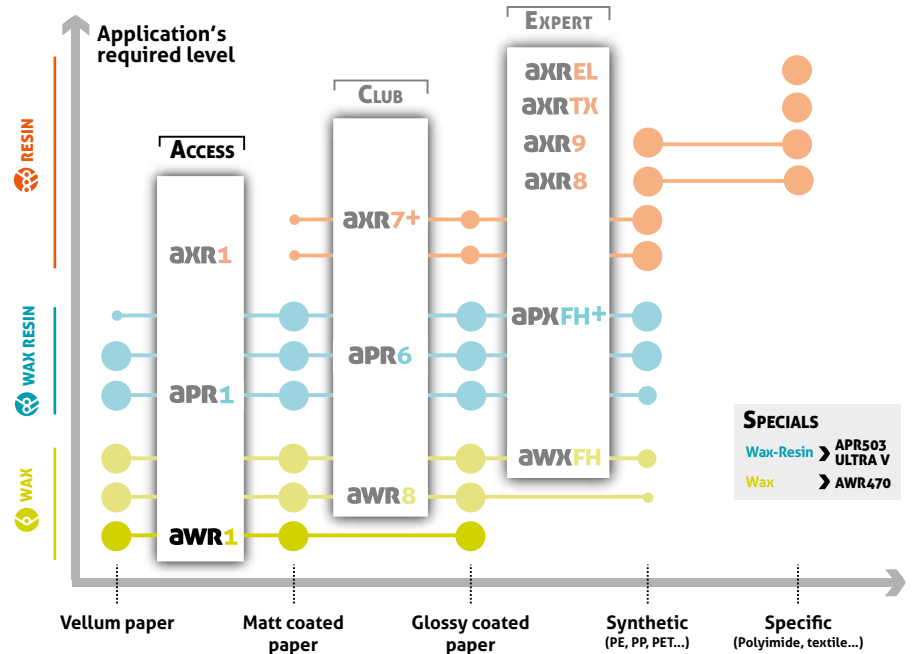 Application's
required level
EXPERT
CLUB
ACCESS
RESIN
WAX RESIN
WAX
aXREL
aXRTX
aXR9
aXR8
aXR7+
aXR1
aPXFH+
aPR6
aPR1
aWXFH
aWR8
aWR1
SPECIALS
Wax-Resin > APR503
ULTRA V
Wax > AWR470
Vellum paper
Matt coated
paper
Glossy coated
paper
Synthetic
(PE, PP, PET...)
Specific
(Polyimide, textile...)